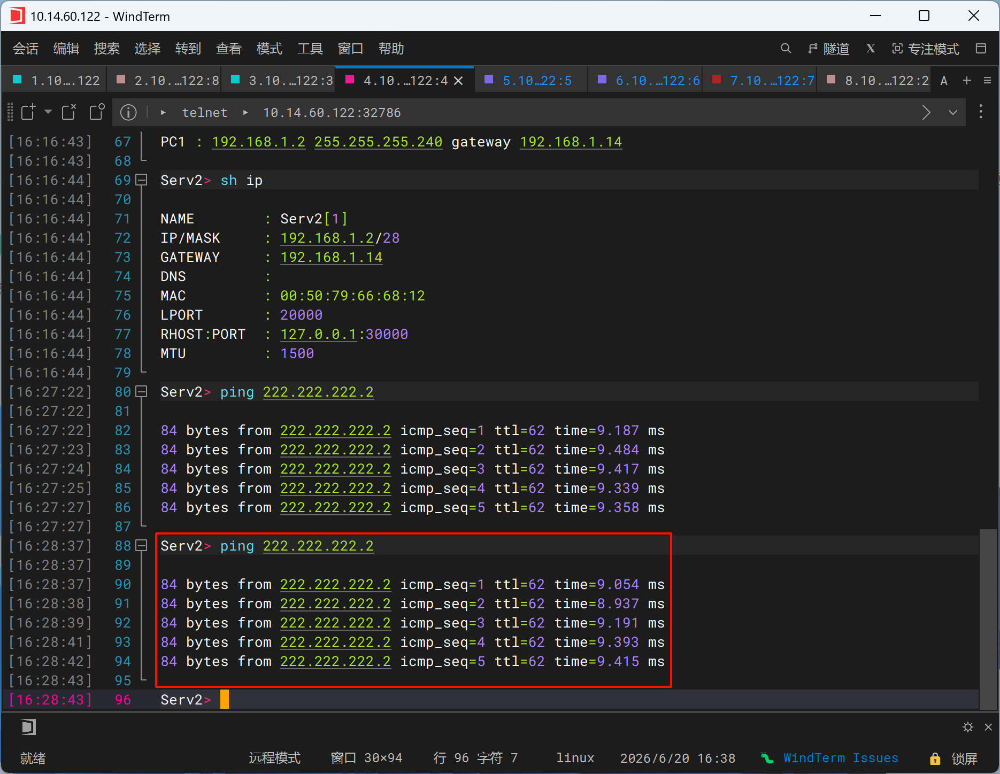 10.14.60.122 - WindTerm
会话 编辑 搜索 选择 转到 查看 模式 工具 窗口 帮助 隧道 X 专注模式
1.10….122 2.10.…122:8 3.10.…122:3 4.10.…122:4 5.10…22:5 6.10.…122:6 7.10.…122:7 8.10.…122:2 A
telnet 10.14.60.122:32786
[16:16:43] 67 PC1 : 192.168.1.2 255.255.255.240 gateway 192.168.1.14
[16:16:43] 68
[16:16:44] 69 Serv2> sh ip
[16:16:44] 70
[16:16:44] 71 NAME : Serv2[1]
[16:16:44] 72 IP/MASK : 192.168.1.2/28
[16:16:44] 73 GATEWAY : 192.168.1.14
[16:16:44] 74 DNS :
[16:16:44] 75 MAC : 00:50:79:66:68:12
[16:16:44] 76 LPORT : 20000
[16:16:44] 77 RHOST:PORT : 127.0.0.1:30000
[16:16:44] 78 MTU : 1500
[16:16:44] 79
[16:27:22] 80 Serv2> ping 222.222.222.2
[16:27:22] 81
[16:27:22] 82 84 bytes from 222.222.222.2 icmp_seq=1 ttl=62 time=9.187 ms
[16:27:23] 83 84 bytes from 222.222.222.2 icmp_seq=2 ttl=62 time=9.484 ms
[16:27:24] 84 84 bytes from 222.222.222.2 icmp_seq=3 ttl=62 time=9.417 ms
[16:27:25] 85 84 bytes from 222.222.222.2 icmp_seq=4 ttl=62 time=9.339 ms
[16:27:27] 86 84 bytes from 222.222.222.2 icmp_seq=5 ttl=62 time=9.358 ms
[16:27:27] 87
[16:28:37] 88 Serv2> ping 222.222.222.2
[16:28:37] 89
[16:28:37] 90 84 bytes from 222.222.222.2 icmp_seq=1 ttl=62 time=9.054 ms
[16:28:38] 91 84 bytes from 222.222.222.2 icmp_seq=2 ttl=62 time=8.937 ms
[16:28:39] 92 84 bytes from 222.222.222.2 icmp_seq=3 ttl=62 time=9.191 ms
[16:28:41] 93 84 bytes from 222.222.222.2 icmp_seq=4 ttl=62 time=9.393 ms
[16:28:42] 94 84 bytes from 222.222.222.2 icmp_seq=5 ttl=62 time=9.415 ms
[16:28:43] 95
[16:28:43] 96 Serv2>
就绪 远程模式 窗口 30×94 行 96 字符 7 linux 2026/6/20 16:38 WindTerm Issues 锁屏